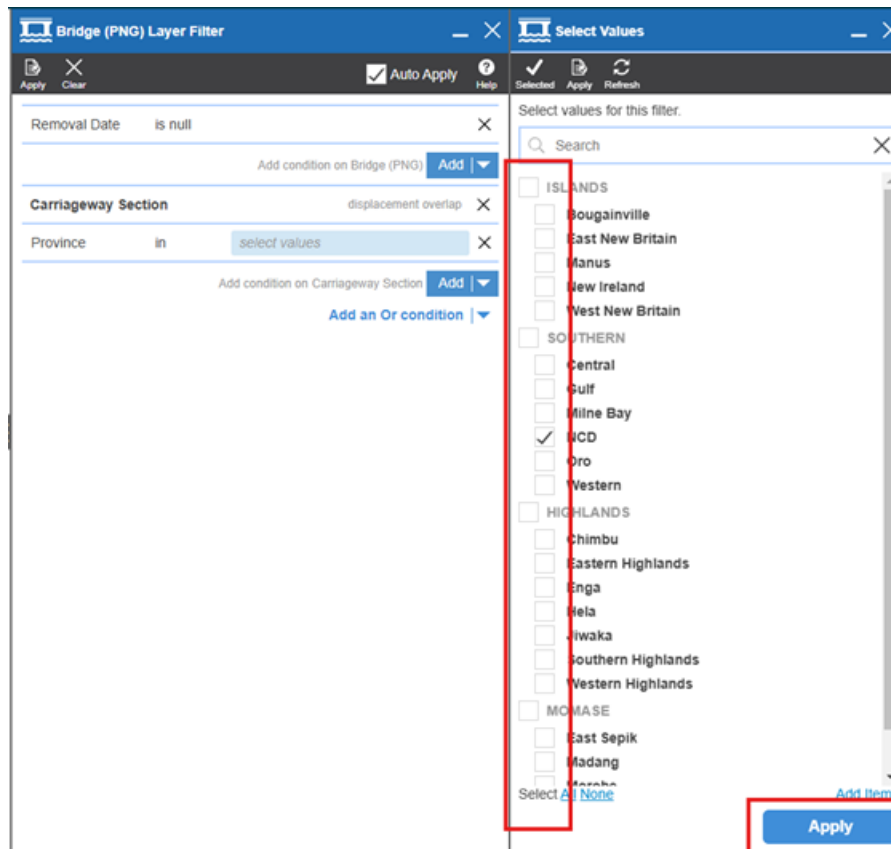 Bridge (PNG) Layer Filter
Apply Clear Auto Apply Help
Removal Date is null
Add condition on Bridge (PNG) Add
Carriageway Section displacement overlap
Province in select values
Add condition on Carriageway Section Add
Add an Or condition
Select Values
Selected Apply Refresh
Select values for this filter.
Search
ISLANDS
Bougainville
East New Britain
Manus
New Ireland
West New Britain
SOUTHERN
Central
Gulf
Milne Bay
NCD
Oro
Western
HIGHLANDS
Chimbu
Eastern Highlands
Enga
Hela
Jiwaka
Southern Highlands
Western Highlands
MOMASE
East Sepik
Madang
Morobe
Select All None Add Item
Apply